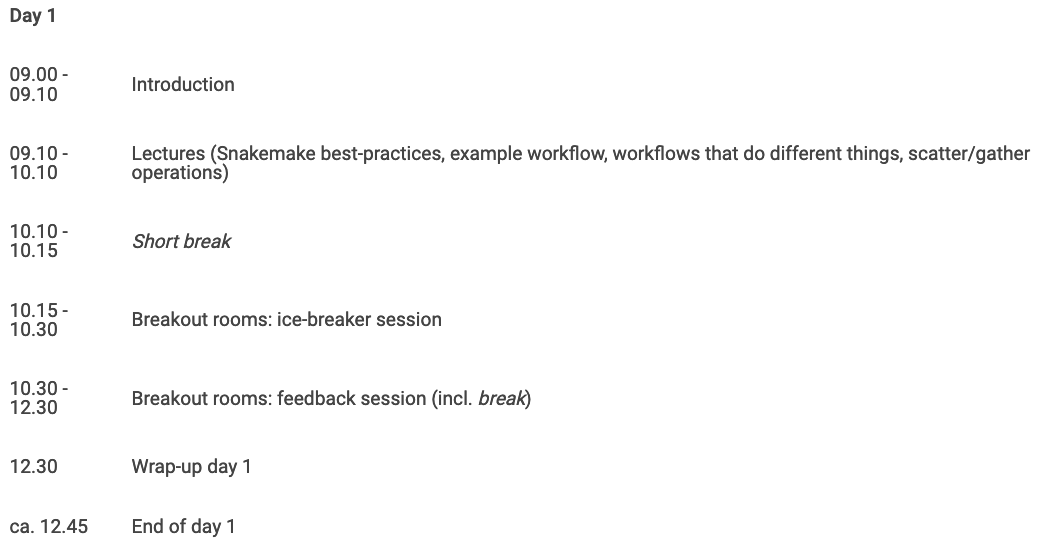 Day 1
09.00 -
09.10
Introduction
09.10 -
10.10
Lectures (Snakemake best-practices, example workflow, workflows that do different things, scatter/gather
operations)
10.10 -
10.15
Short break
10.15 -
10.30
Breakout rooms: ice-breaker session
10.30 -
12.30
Breakout rooms: feedback session (incl. break)
12.30
Wrap-up day 1
ca. 12.45
End of day 1